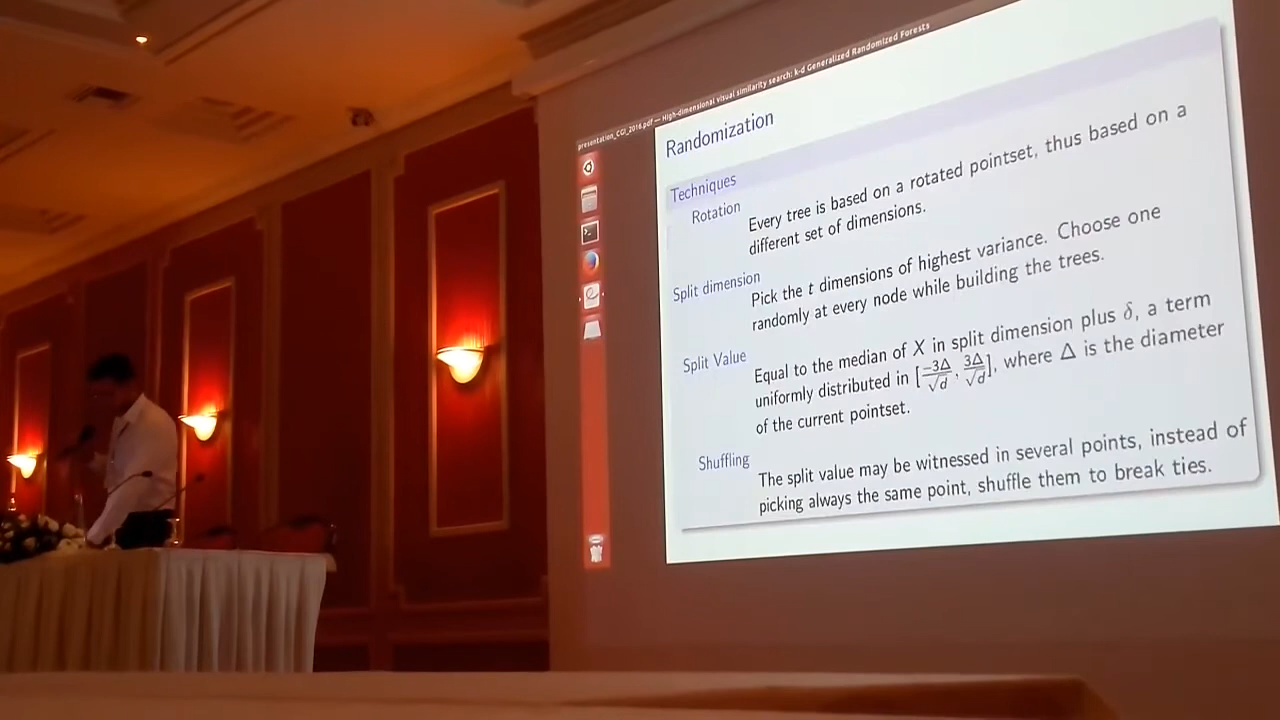 presentation_CGI_2016.pdf — High-dimensional visual similarity search: k-d Generalized Randomized Forests
Randomization
Techniques
Rotation
Every tree is based on a rotated pointset, thus based on a
different set of dimensions.
Split dimension
Pick the t dimensions of highest variance. Choose one
randomly at every node while building the trees.
Split Value
Equal to the median of X in split dimension plus δ, a term
uniformly distributed in [−3Δ/√d, 3Δ/√d], where Δ is the diameter
of the current pointset.
Shuffling
The split value may be witnessed in several points, instead of
picking always the same point, shuffle them to break ties.